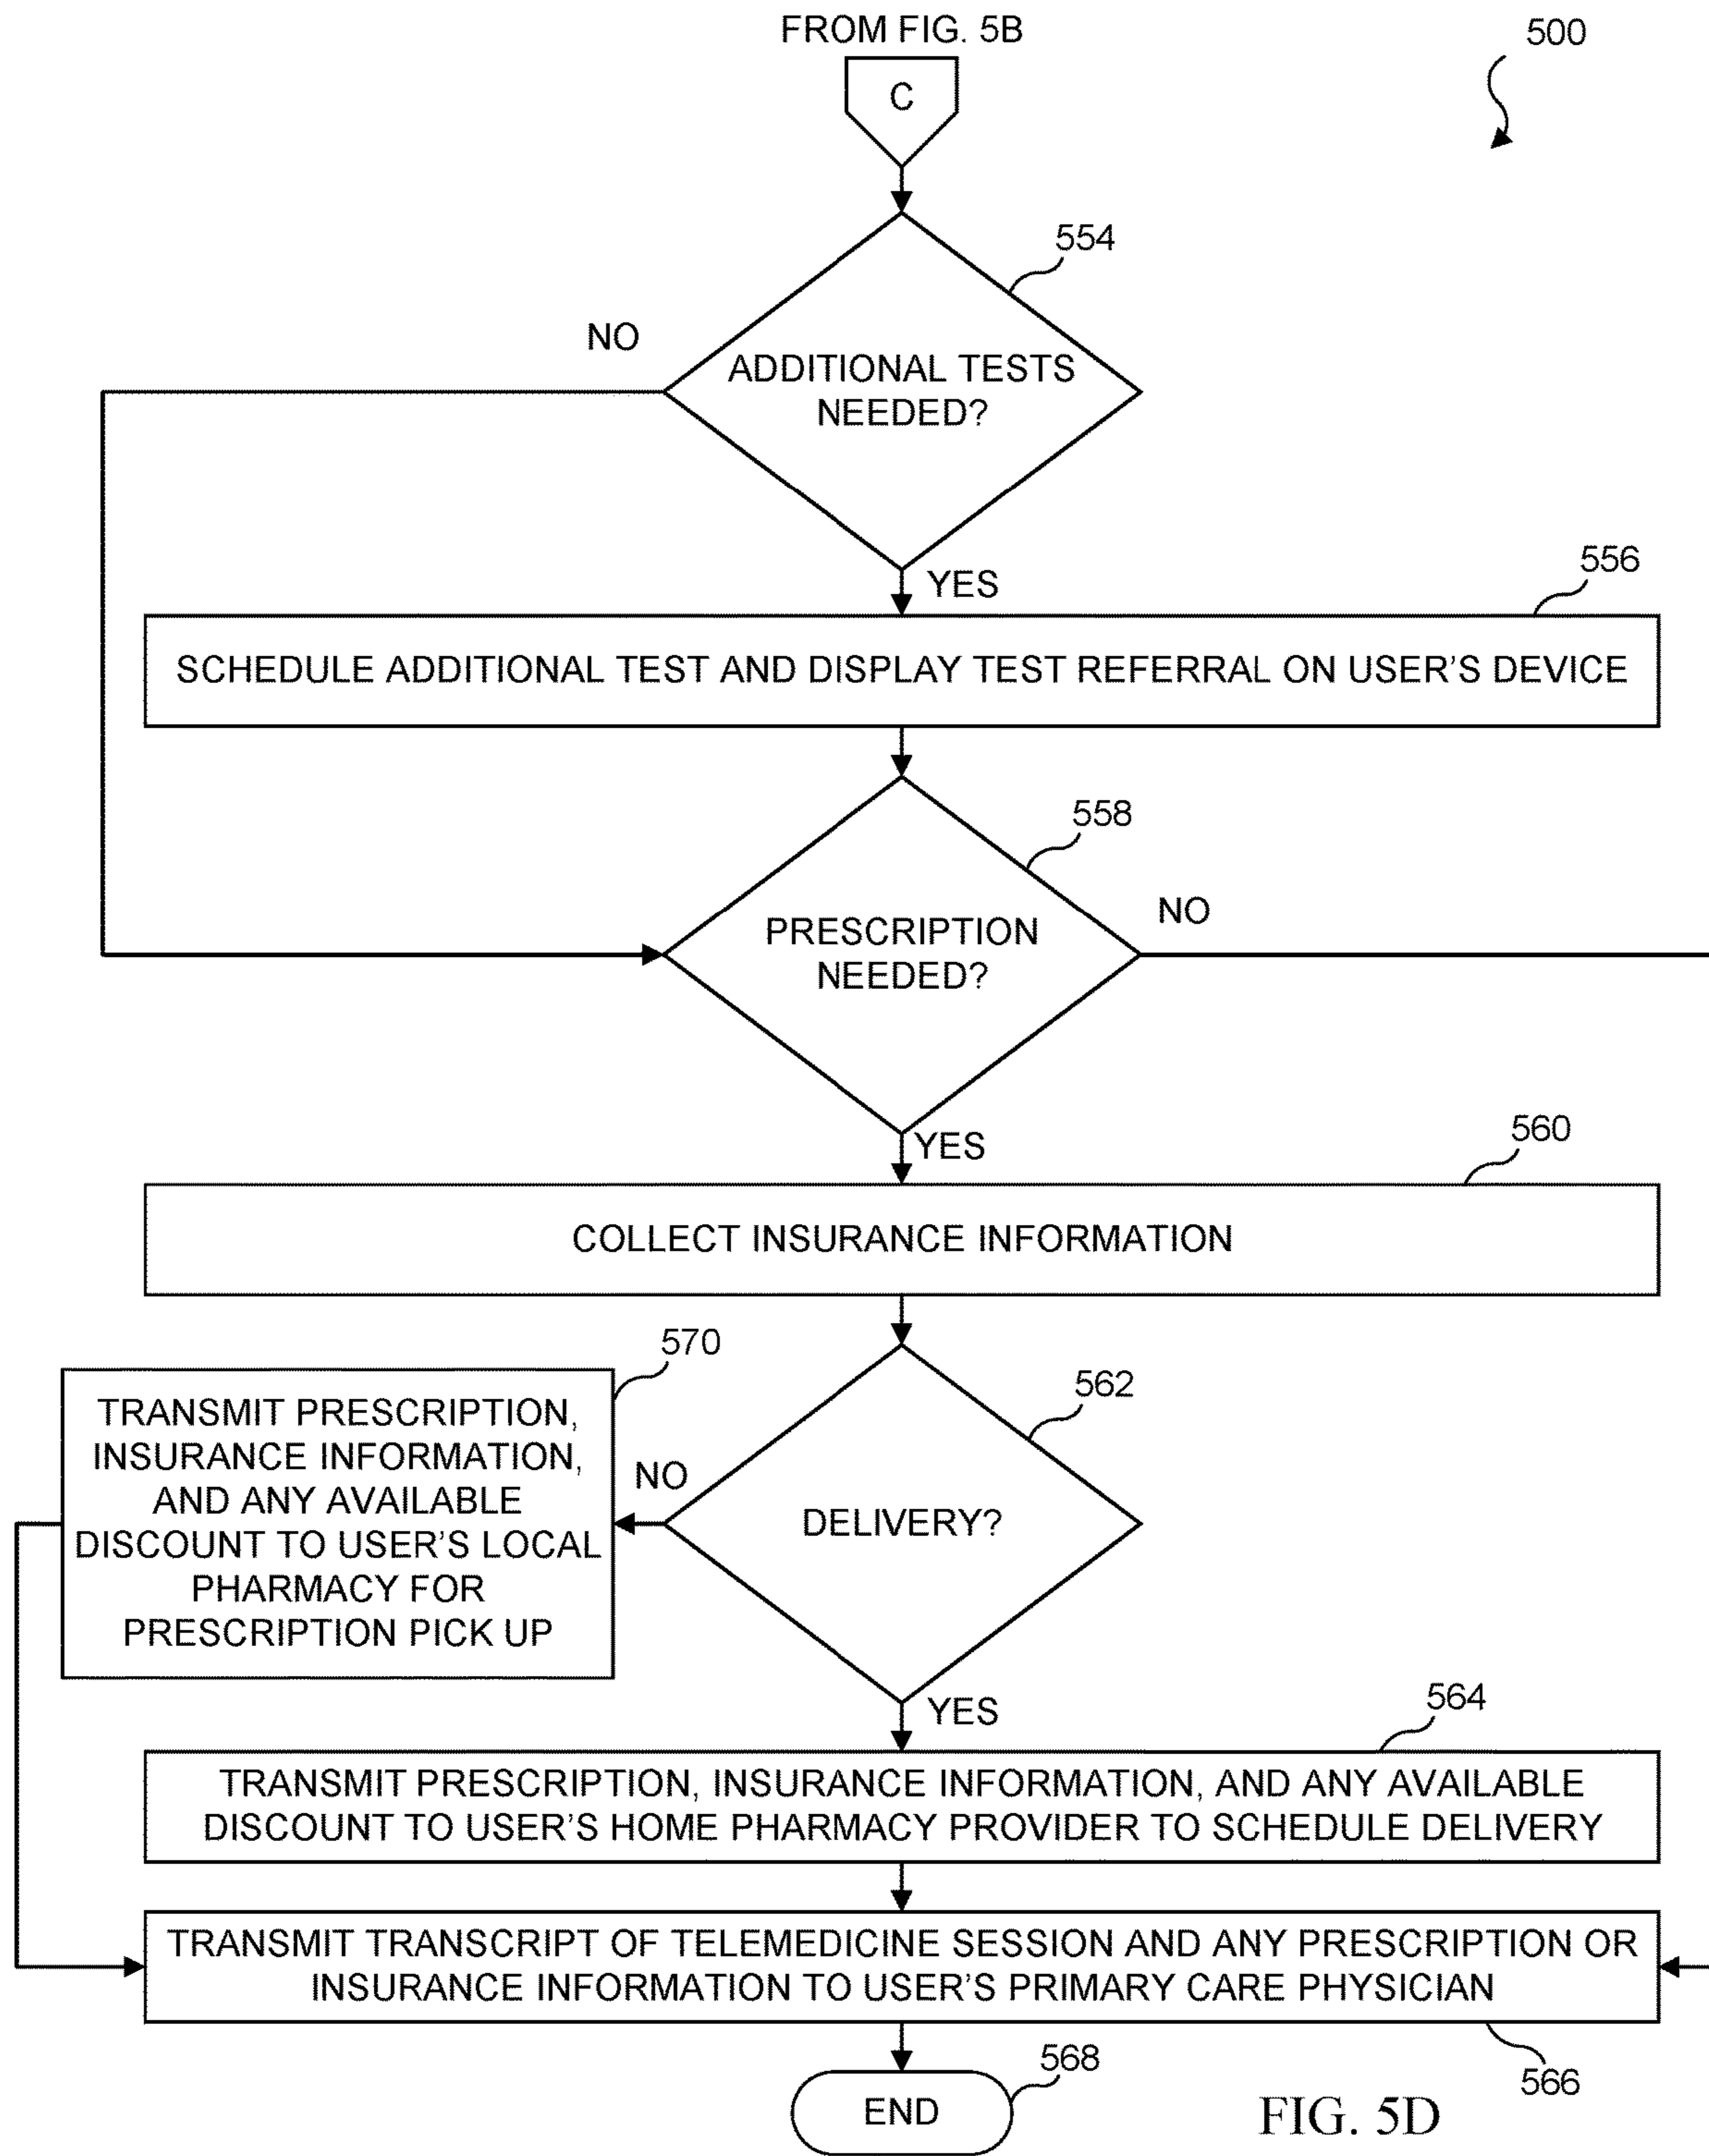 FROM FIG. 5B
500
C
554
NO
ADDITIONAL TESTS
NEEDED?
YES
556
SCHEDULE ADDITIONAL TEST AND DISPLAY TEST REFERRAL ON USER'S DEVICE
558
NO
PRESCRIPTION
NEEDED?
YES
560
COLLECT INSURANCE INFORMATION
570
TRANSMIT PRESCRIPTION,
INSURANCE INFORMATION,
AND ANY AVAILABLE
DISCOUNT TO USER'S LOCAL
PHARMACY FOR
PRESCRIPTION PICK UP
562
NO
DELIVERY?
YES
564
TRANSMIT PRESCRIPTION, INSURANCE INFORMATION, AND ANY AVAILABLE
DISCOUNT TO USER'S HOME PHARMACY PROVIDER TO SCHEDULE DELIVERY
TRANSMIT TRANSCRIPT OF TELEMEDICINE SESSION AND ANY PRESCRIPTION OR
INSURANCE INFORMATION TO USER'S PRIMARY CARE PHYSICIAN
566
568
END
FIG. 5D